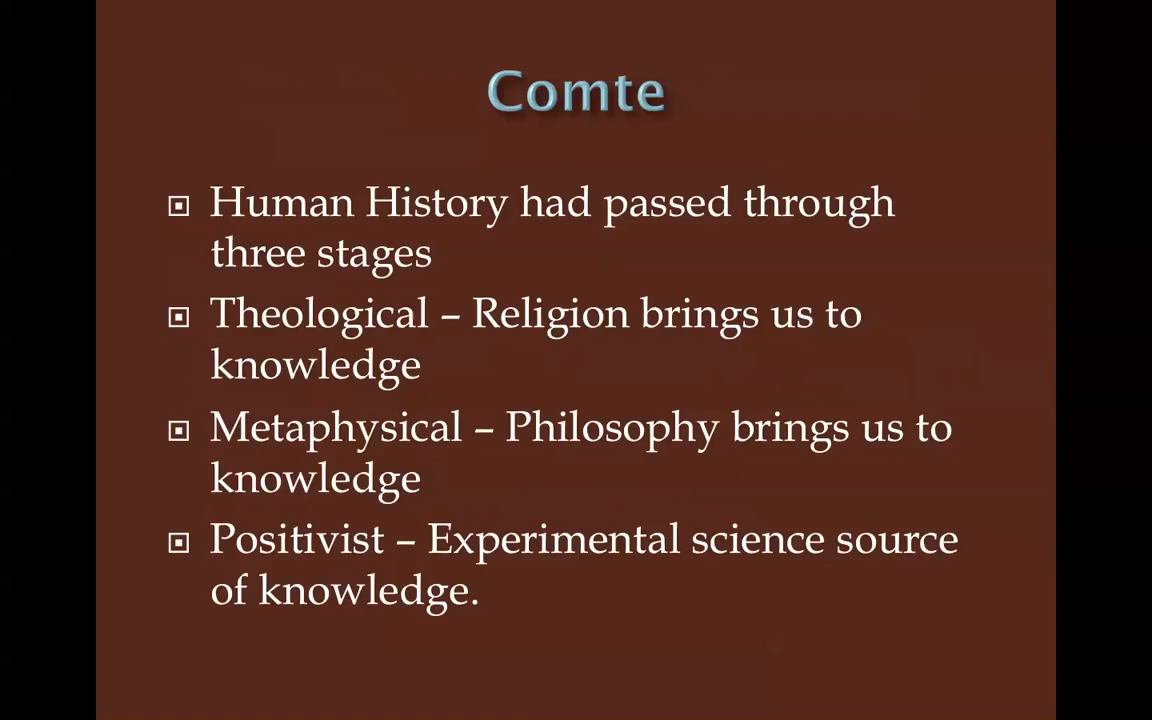 Comte
Human History had passed through
three stages
Theological – Religion brings us to
knowledge
Metaphysical – Philosophy brings us to
knowledge
Positivist – Experimental science source
of knowledge.